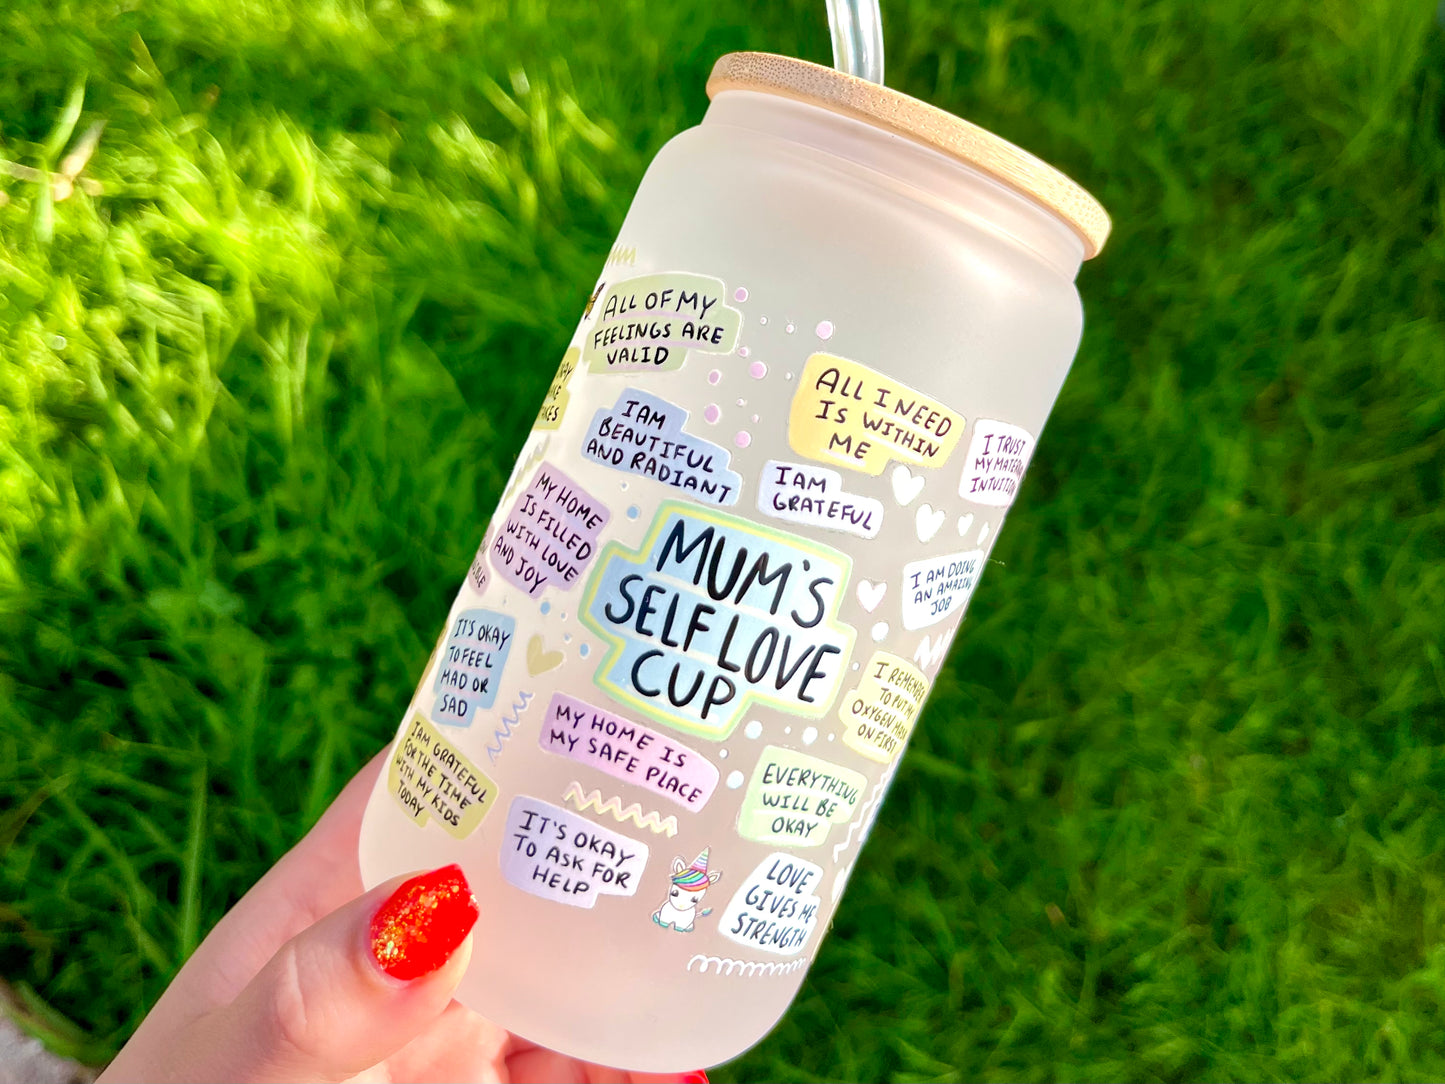 ALL OF MY
FEELINGS ARE
VALID
I AM
BEAUTIFUL
AND RADIANT
ALL I NEED
IS WITHIN
ME
I TRUST
MY MATERNAL
INTUITION
I AM
GRATEFUL
MY HOME
IS FILLED
WITH LOVE
AND JOY
MUM'S
SELF LOVE
CUP
I AM DOING
AN AMAZING
JOB
IT'S OKAY
TO FEEL
MAD OR
SAD
I REMEMBER
TO PUT MY
OXYGEN MASK
ON FIRST
MY HOME IS
MY SAFE PLACE
I AM GRATEFUL
FOR THE TIME
WITH MY KIDS
TODAY
EVERYTHING
WILL BE
OKAY
IT'S OKAY
TO ASK FOR
HELP
LOVE
GIVES ME
STRENGTH